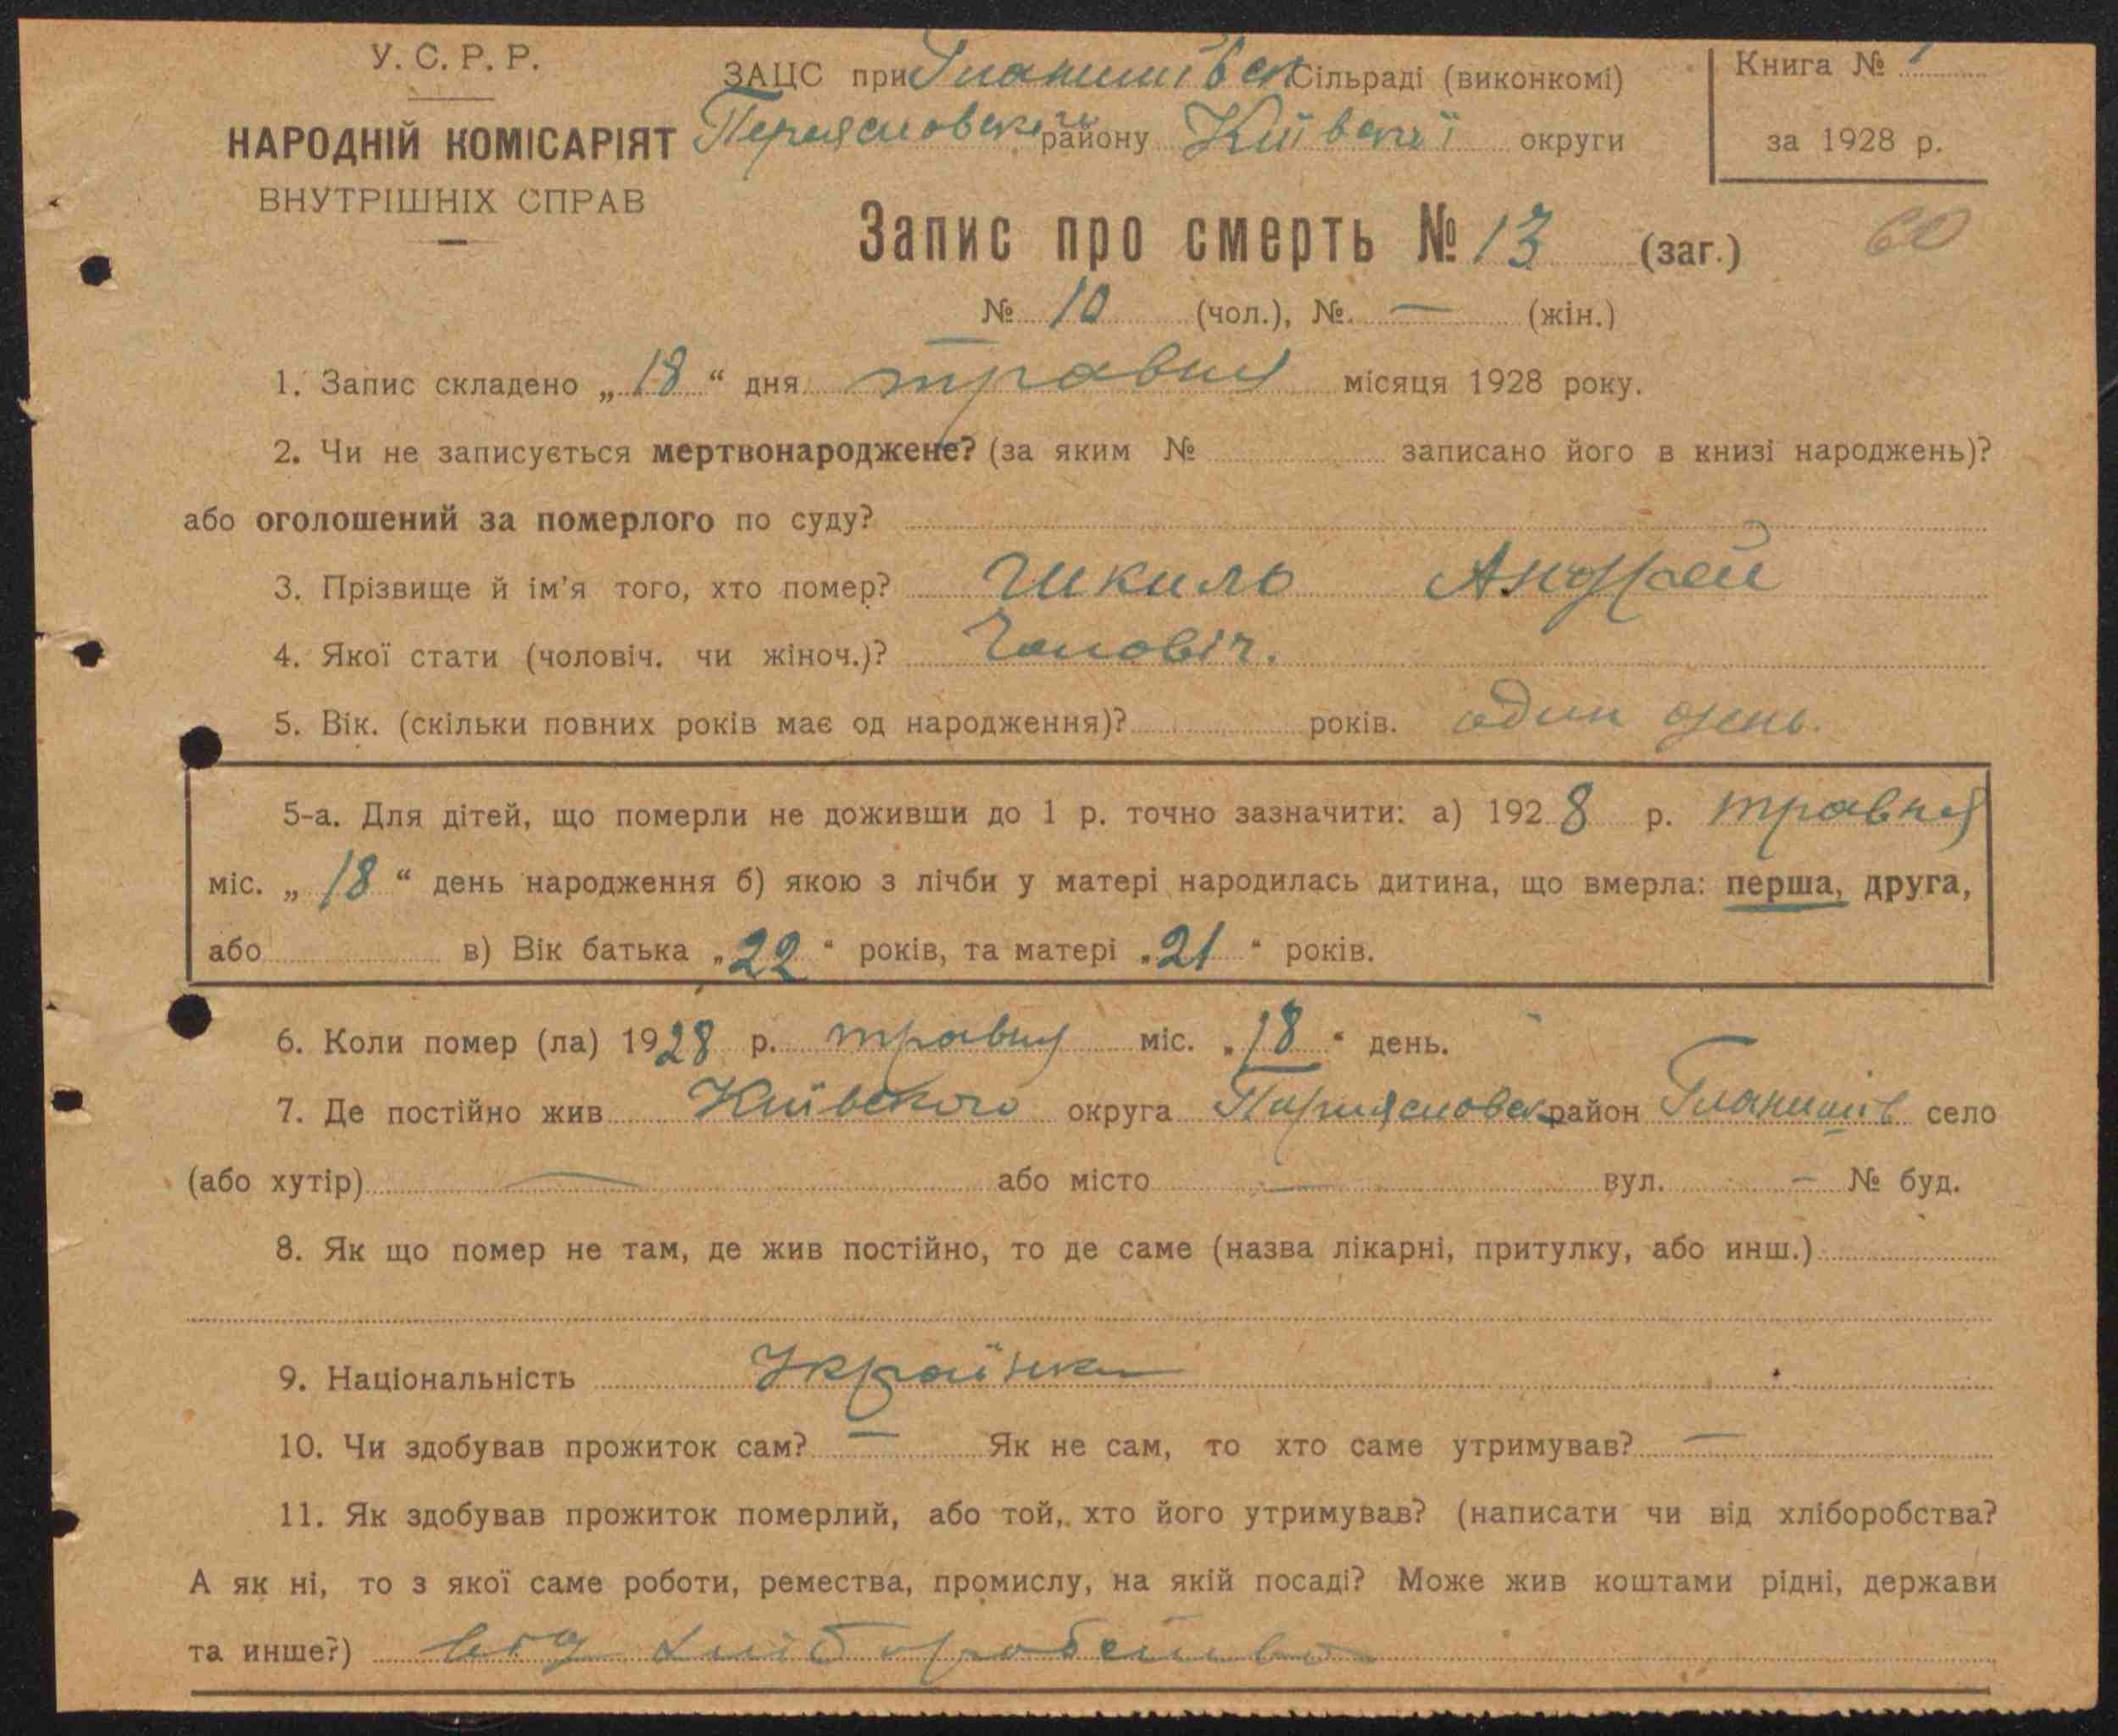 У. С. Р. Р.
НАРОДНІЙ КОМІСАРІЯТ
ВНУТРІШНІХ СПРАВ
ЗАЦС при Гланишівск Сільраді (виконкомі)
Переяславського району Київської округи
Книга № 1
за 1928 р.
Запис про смерть № 13 (заг.)
60
№ 10 (чол.), № — (жін.)
1. Запис складено „ 18 “ дня травня місяця 1928 року.
2. Чи не записується мертвонароджене? (за яким № записано його в книзі народжень)?
або оголошений за померлого по суду?
3. Прізвище й ім'я того, хто помер? Шкиль Андрей
4. Якої стати (чоловіч. чи жіноч.)? Чоловіч.
5. Вік. (скільки повних років має од народження)? років. один день.
5-а. Для дітей, що померли не доживши до 1 р. точно зазначити: а) 1928 р. травня
міс. „ 18 “ день народження б) якою з лічби у матері народилась дитина, що вмерла: перша, друга,
або в) Вік батька „ 22 “ років, та матері „ 21 “ років.
6. Коли помер (ла) 1928 р. травня міс. „ 18 “ день.
7. Де постійно жив Київського округа Переяславск район Гланишів село
(або хутір) — або місто — вул. — № буд.
8. Як що помер не там, де жив постійно, то де саме (назва лікарні, притулку, або инш.)
9. Національність Українка
10. Чи здобував прожиток сам? — Як не сам, то хто саме утримував? —
11. Як здобував прожиток померлий, або той, хто його утримував? (написати чи від хліборобства?
А як ні, то з якої саме роботи, ремества, промислу, на якій посаді? Може жив коштами рідні, держави
та инше?) від хліборобства